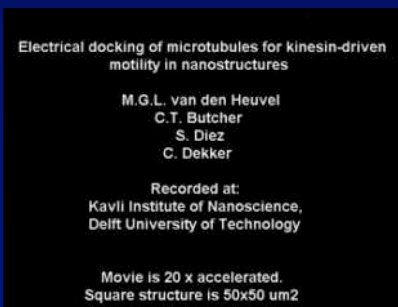 Electrical docking of microtubules for kinesin-driven
motility in nanostructures
M.G.L. van den Heuvel
C.T. Butcher
S. Diez
C. Dekker
Recorded at:
Kavli Institute of Nanoscience,
Delft University of Technology
Movie is 20 x accelerated.
Square structure is 50x50 um2